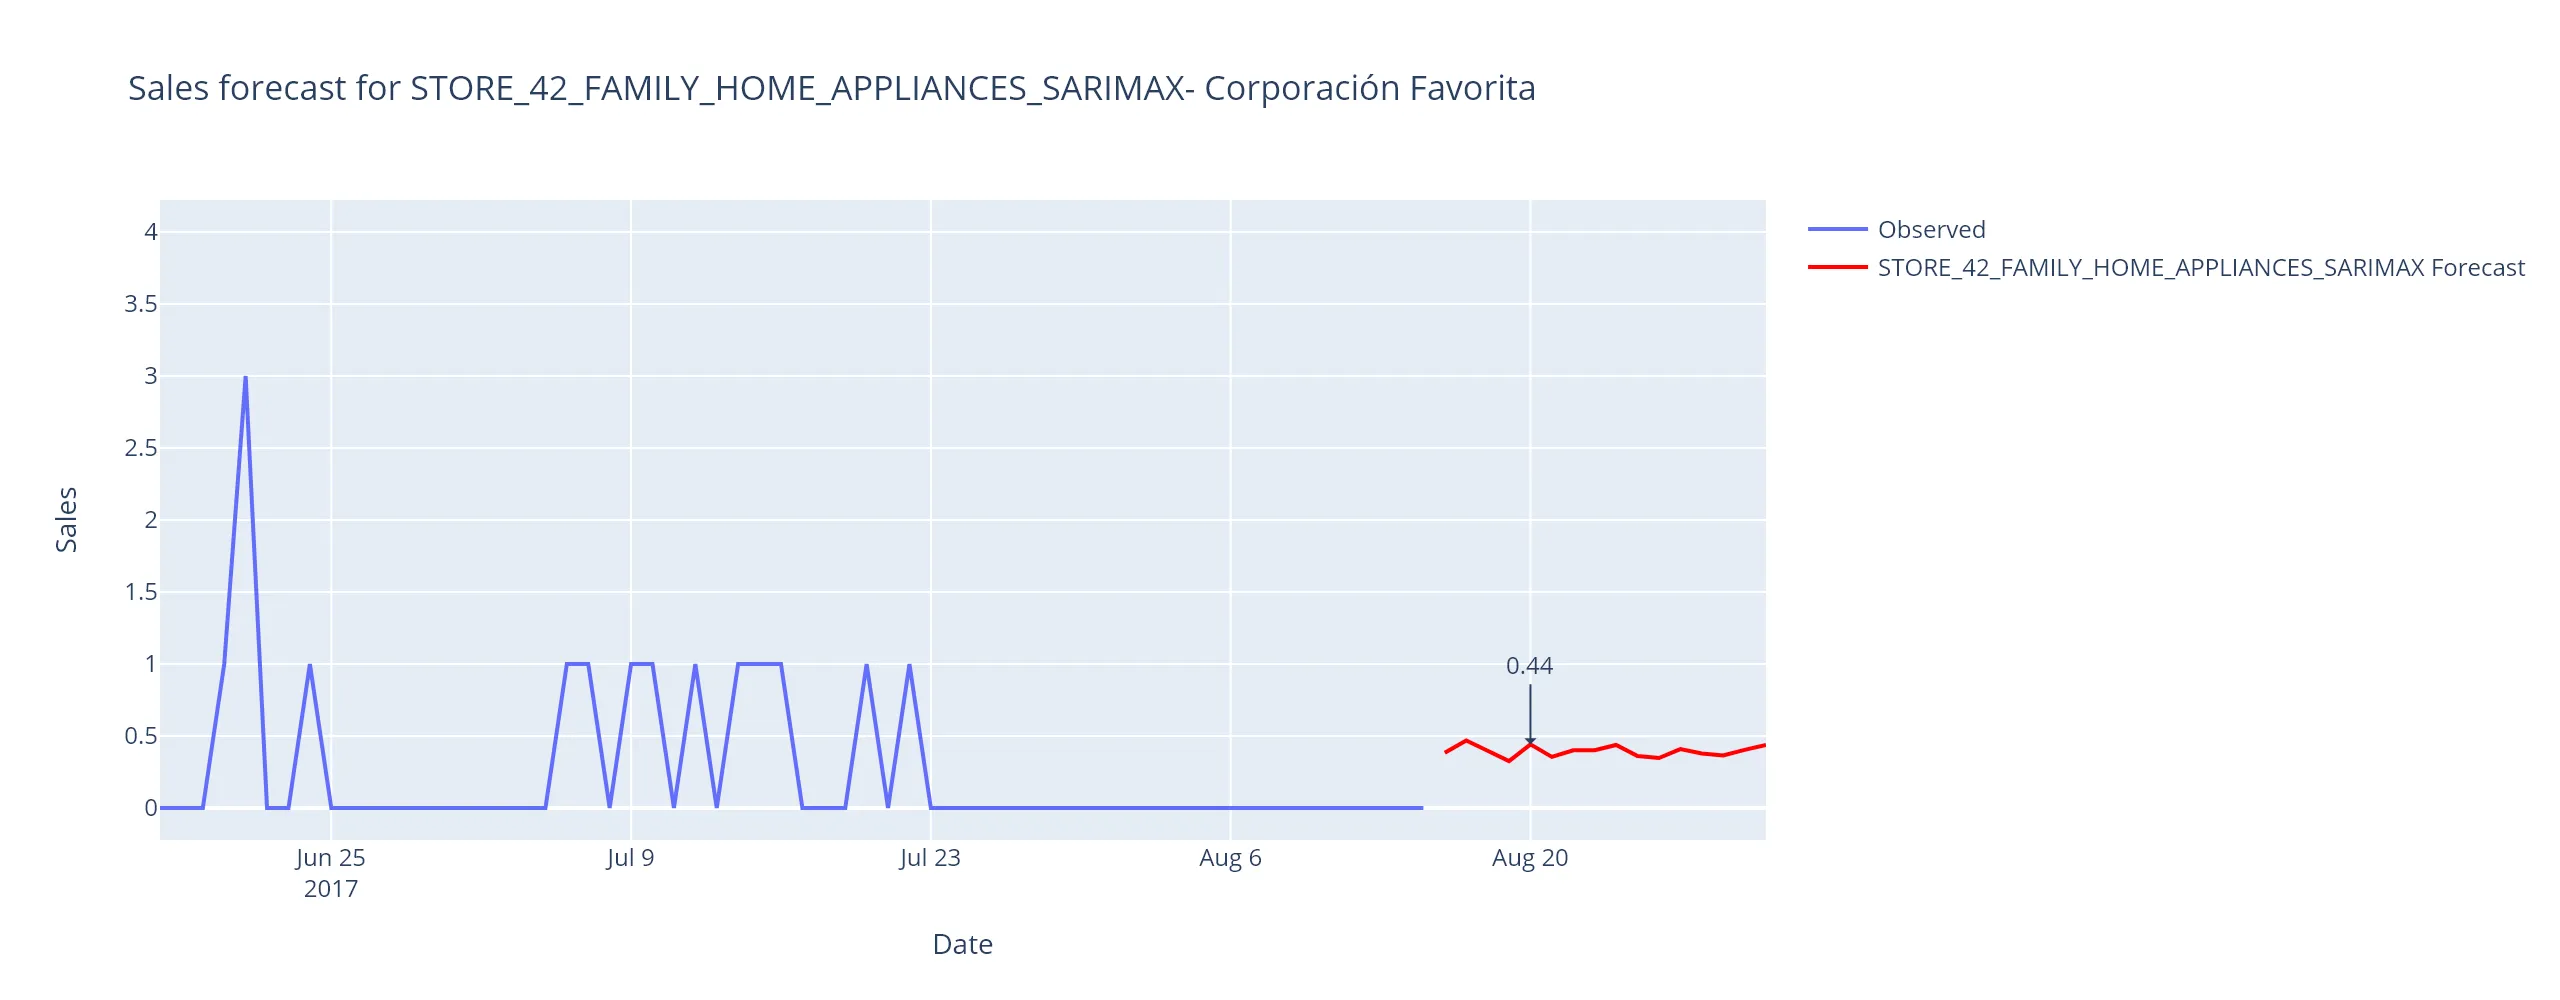 Sales forecast for STORE_42_FAMILY_HOME_APPLIANCES_SARIMAX- Corporación Favorita
Observed
STORE_42_FAMILY_HOME_APPLIANCES_SARIMAX Forecast
4
3.5
3
2.5
2
1.5
1
0.5
0
Sales
0.44
Jun 25
2017
Jul 9
Jul 23
Aug 6
Aug 20
Date